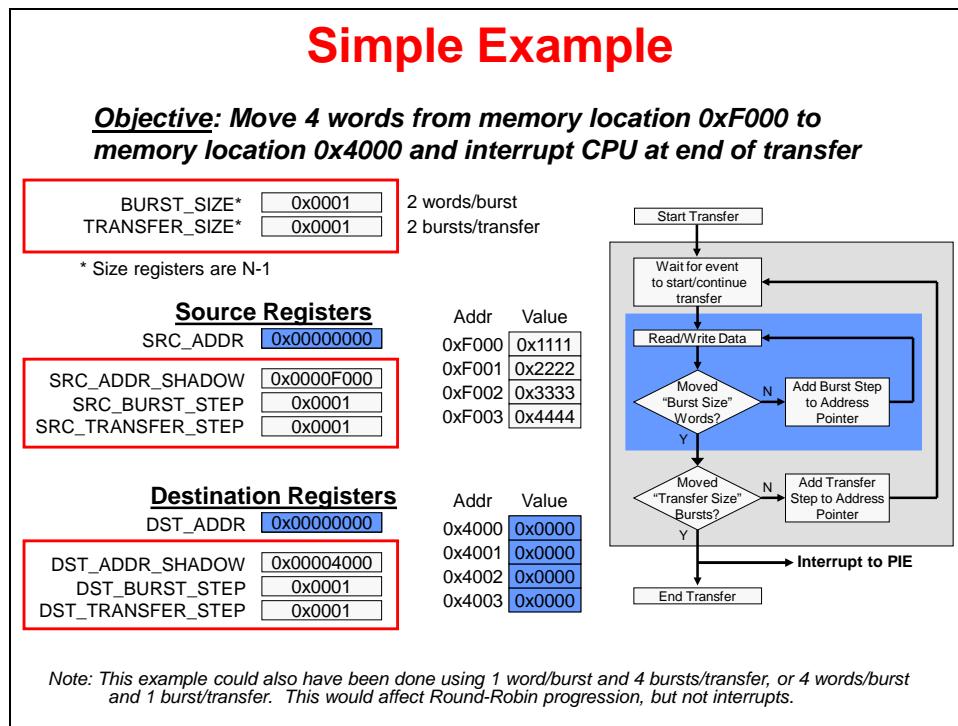 Simple Example
Objective: Move 4 words from memory location 0xF000 to
memory location 0x4000 and interrupt CPU at end of transfer
BURST_SIZE* 0x0001 2 words/burst
TRANSFER_SIZE* 0x0001 2 bursts/transfer
* Size registers are N-1
Source Registers
SRC_ADDR 0x00000000
SRC_ADDR_SHADOW 0x0000F000
SRC_BURST_STEP 0x0001
SRC_TRANSFER_STEP 0x0001
Addr Value
0xF000 0x1111
0xF001 0x2222
0xF002 0x3333
0xF003 0x4444
Destination Registers
DST_ADDR 0x00000000
DST_ADDR_SHADOW 0x00004000
DST_BURST_STEP 0x0001
DST_TRANSFER_STEP 0x0001
Addr Value
0x4000 0x0000
0x4001 0x0000
0x4002 0x0000
0x4003 0x0000
Start Transfer
Wait for event
to start/continue
transfer
Read/Write Data
Moved
“Burst Size”
Words?
N
Add Burst Step
to Address
Pointer
Y
Moved
“Transfer Size”
Bursts?
N
Add Transfer
Step to Address
Pointer
Y
Interrupt to PIE
End Transfer
Note: This example could also have been done using 1 word/burst and 4 bursts/transfer, or 4 words/burst
and 1 burst/transfer. This would affect Round-Robin progression, but not interrupts.